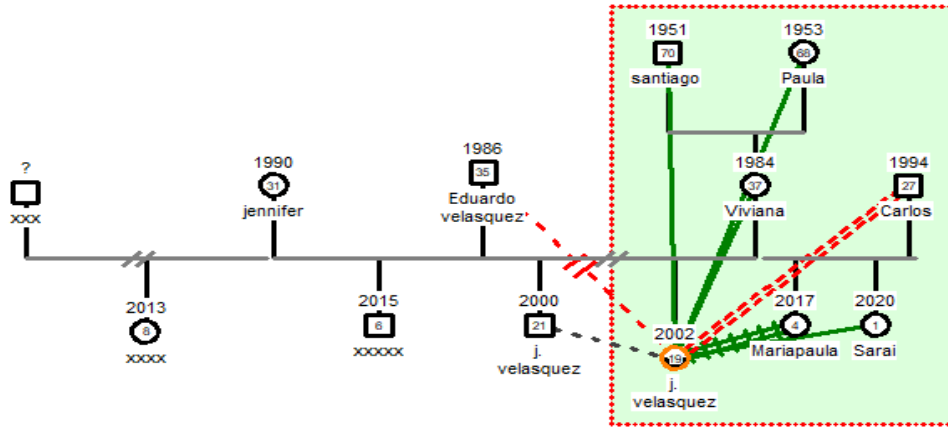 1951
1953
70
68
santiago
Paula
?
1990
1986
1984
1994
31
35
37
27
xxx
jennifer
Eduardo
velasquez
Viviana
Carlos
2013
2015
2000
2002
2017
2020
8
6
21
19
4
1
xxxx
xxxxx
j.
velasquez
j.
velasquez
Mariapaula
Sarai